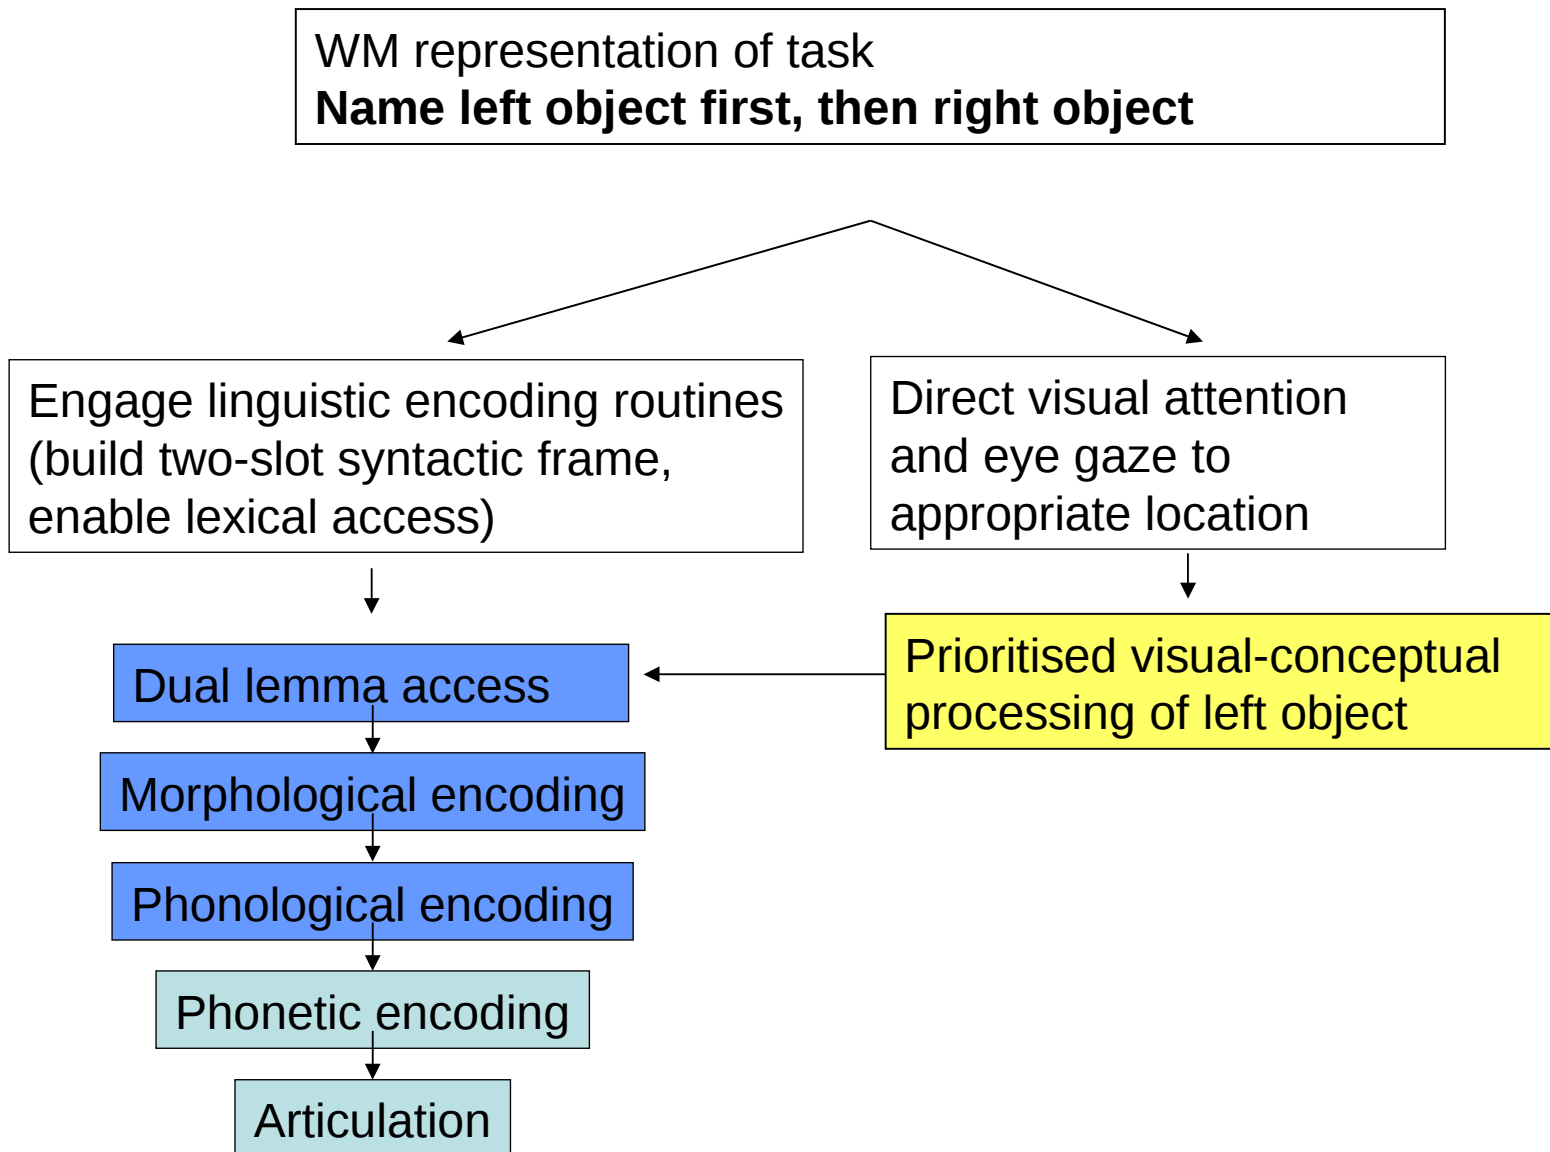 WM representation of task
Name left object first, then right object
Engage linguistic encoding routines
(build two-slot syntactic frame,
enable lexical access)
Direct visual attention
and eye gaze to
appropriate location
Dual lemma access
Prioritised visual-conceptual
processing of left object
Morphological encoding
Phonological encoding
Phonetic encoding
Articulation